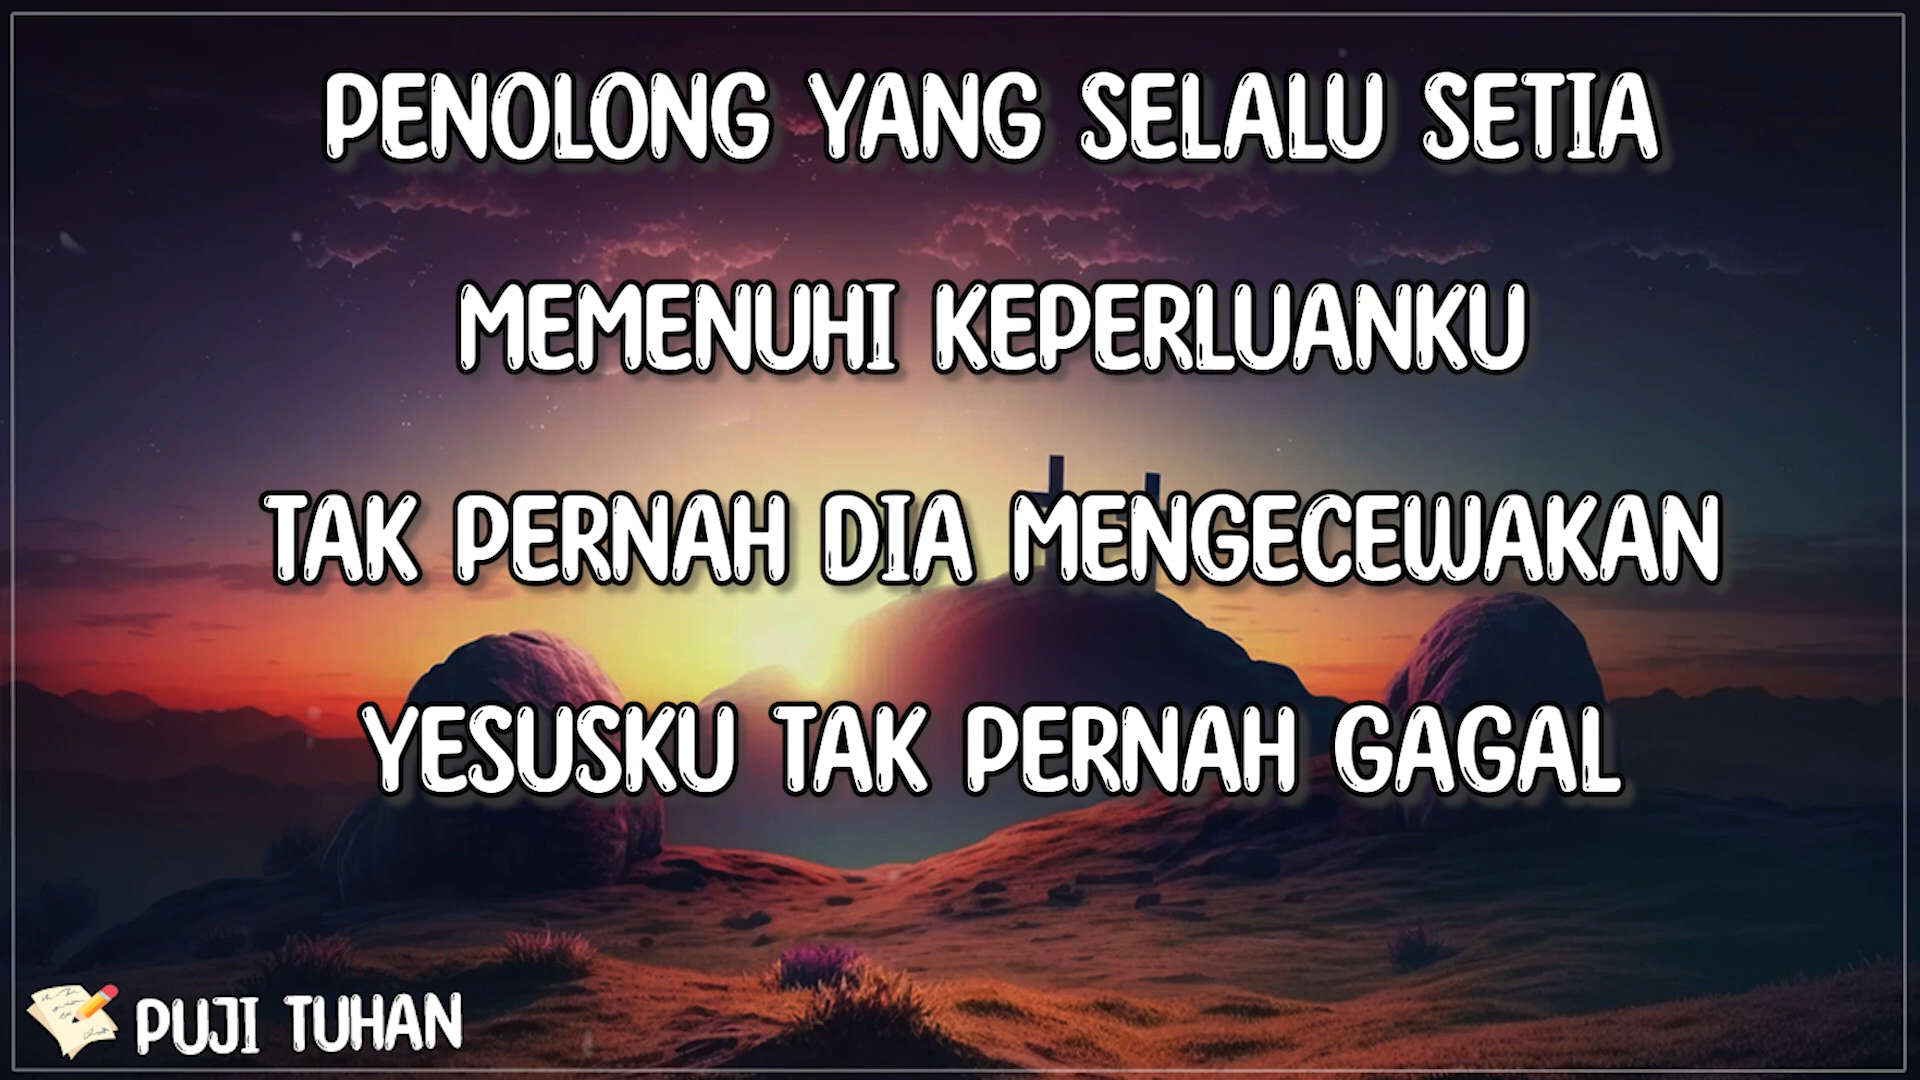 PENOLONG YANG SELALU SETIA
MEMENUHI KEPERLUANKU
TAK PERNAH DIA MENGECEWAKAN
YESUSKU TAK PERNAH GAGAL
PUJI TUHAN